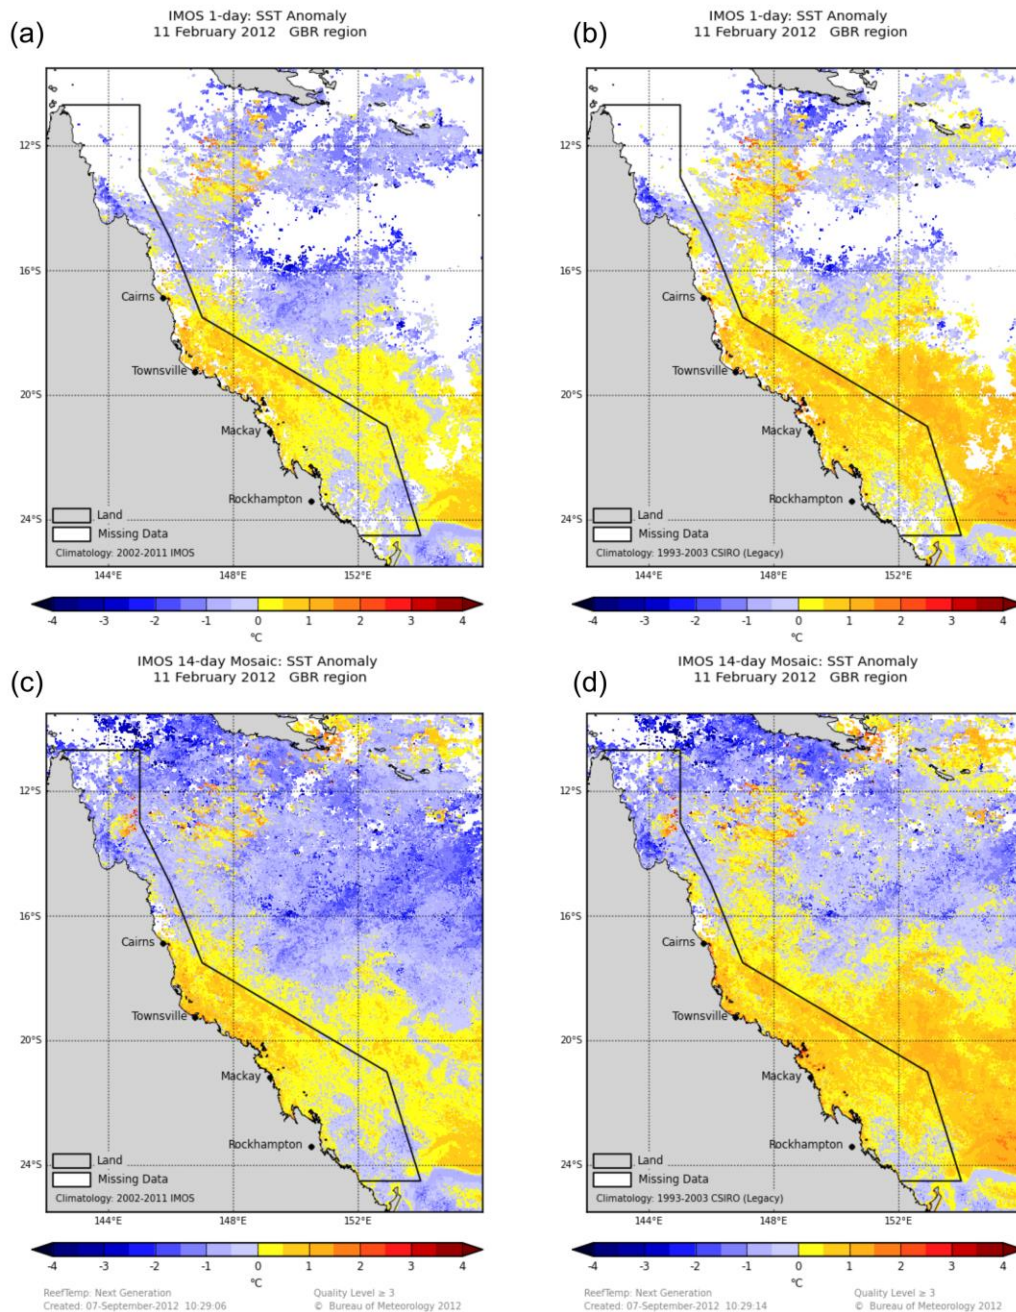 (a)
IMOS 1-day: SST Anomaly
11 February 2012 GBR region
12°S
16°S
Cairns
Townsville
20°S
Mackay
Rockhampton
24°S
Land
Missing Data
Climatology: 2002-2011 IMOS
144°E 148°E 152°E
-4 -3 -2 -1 0 1 2 3 4
°C
(b)
IMOS 1-day: SST Anomaly
11 February 2012 GBR region
12°S
16°S
Cairns
Townsville
20°S
Mackay
Rockhampton
24°S
Land
Missing Data
Climatology: 1993-2003 CSIRO (Legacy)
144°E 148°E 152°E
-4 -3 -2 -1 0 1 2 3 4
°C
(c)
IMOS 14-day Mosaic: SST Anomaly
11 February 2012 GBR region
12°S
16°S
Cairns
Townsville
20°S
Mackay
Rockhampton
24°S
Land
Missing Data
Climatology: 2002-2011 IMOS
144°E 148°E 152°E
-4 -3 -2 -1 0 1 2 3 4
°C
ReefTemp: Next Generation Quality Level ≥ 3
Created: 07-September-2012 10:29:06 © Bureau of Meteorology 2012
(d)
IMOS 14-day Mosaic: SST Anomaly
11 February 2012 GBR region
12°S
16°S
Cairns
Townsville
20°S
Mackay
Rockhampton
24°S
Land
Missing Data
Climatology: 1993-2003 CSIRO (Legacy)
144°E 148°E 152°E
-4 -3 -2 -1 0 1 2 3 4
°C
ReefTemp: Next Generation Quality Level ≥ 3
Created: 07-September-2012 10:29:14 © Bureau of Meteorology 2012